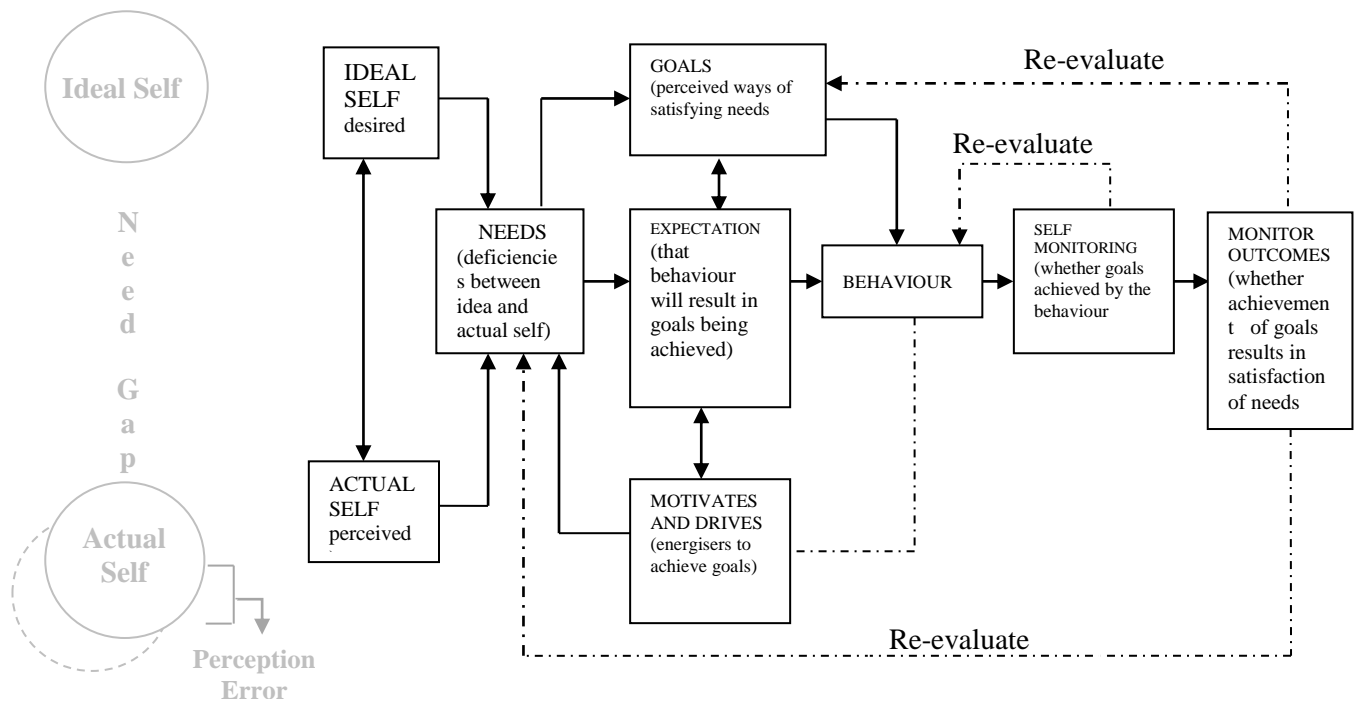 Ideal Self
N
e
e
d
G
a
p
Actual
Self
Perception
Error
IDEAL
SELF
desired
ACTUAL
SELF
perceived
NEEDS
(deficiencie
s between
idea and
actual self)
GOALS
(perceived ways of
satisfying needs
EXPECTATION
(that
behaviour
will result in
goals being
achieved)
MOTIVATES
AND DRIVES
(energisers to
achieve goals)
BEHAVIOUR
Re-evaluate
SELF
MONITORING
(whether goals
achieved by the
behaviour
Re-evaluate
MONITOR
OUTCOMES
(whether
achievemen
t of goals
results in
satisfaction
of needs
Re-evaluate